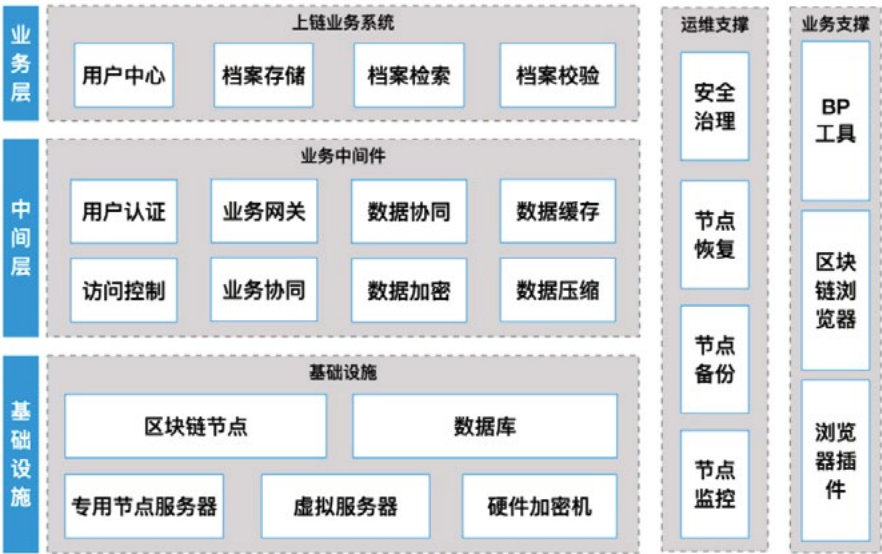 业务层
上链业务系统
用户中心
档案存储
档案检索
档案校验
中间层
业务中间件
用户认证
业务网关
数据协同
数据缓存
访问控制
业务协同
数据加密
数据压缩
基础设施
基础设施
区块链节点
数据库
专用节点服务器
虚拟服务器
硬件加密机
运维支撑
安全
治理
节点
恢复
节点
备份
节点
监控
业务支撑
BP
工具
区块
链浏
览器
浏览
器插
件